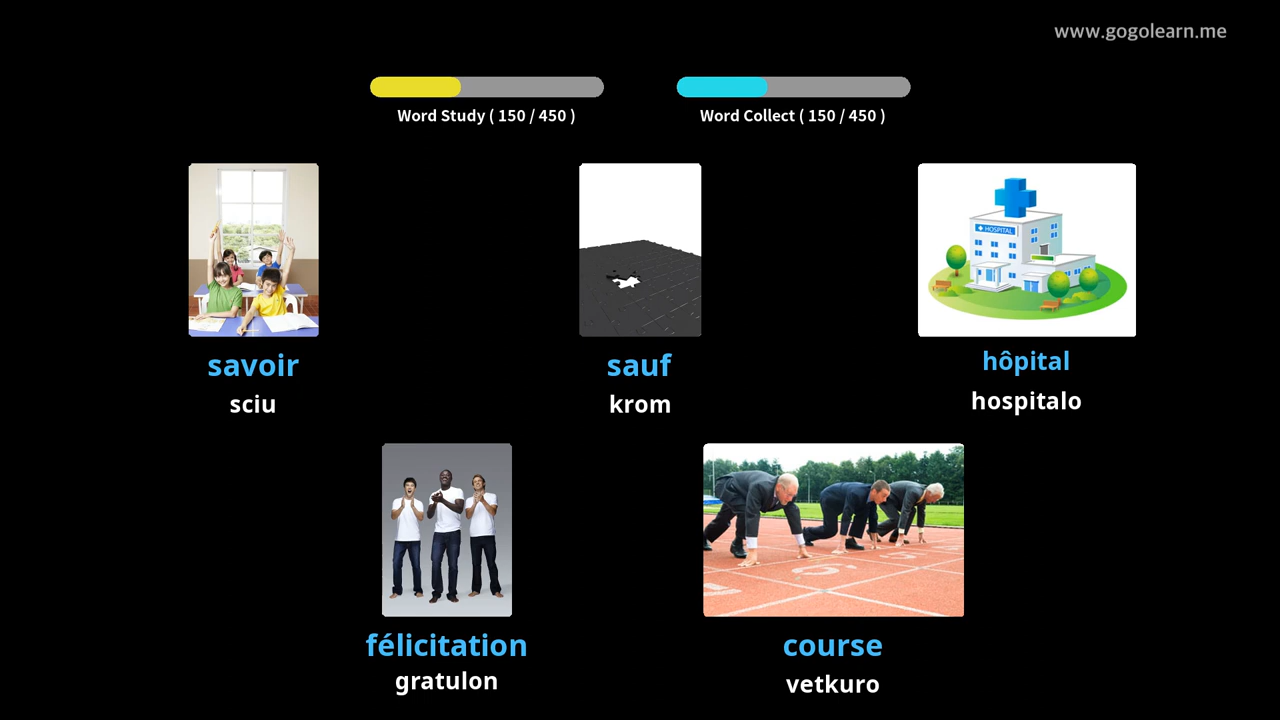 www.gogolearn.me
Word Study ( 150 / 450 )
Word Collect ( 150 / 450 )
HOSPITAL
savoir
sciu
sauf
krom
hôpital
hospitalo
5
félicitation
gratulon
course
vetkuro